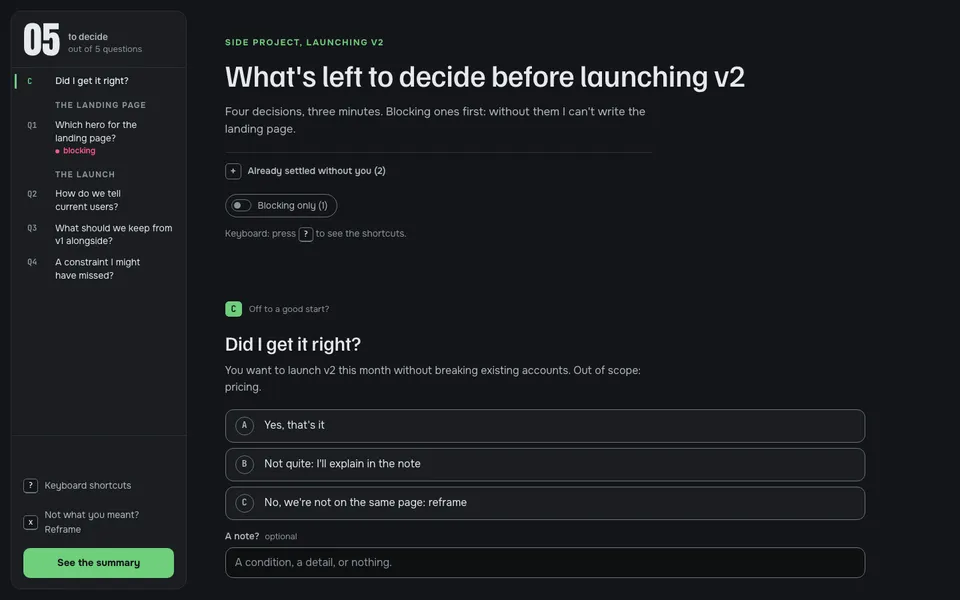 05
to decide
out of 5 questions
C Did I get it right?
THE LANDING PAGE
Q1 Which hero for the
landing page?
blocking
THE LAUNCH
Q2 How do we tell
current users?
Q3 What should we keep from
v1 alongside?
Q4 A constraint I might
have missed?
? Keyboard shortcuts
x Not what you meant?
Reframe
See the summary
SIDE PROJECT, LAUNCHING V2
What's left to decide before launching v2
Four decisions, three minutes. Blocking ones first: without them I can't write the
landing page.
+ Already settled without you (2)
Blocking only (1)
Keyboard: press ? to see the shortcuts.
C Off to a good start?
Did I get it right?
You want to launch v2 this month without breaking existing accounts. Out of scope:
pricing.
A Yes, that's it
B Not quite: I'll explain in the note
C No, we're not on the same page: reframe
A note? optional
A condition, a detail, or nothing.